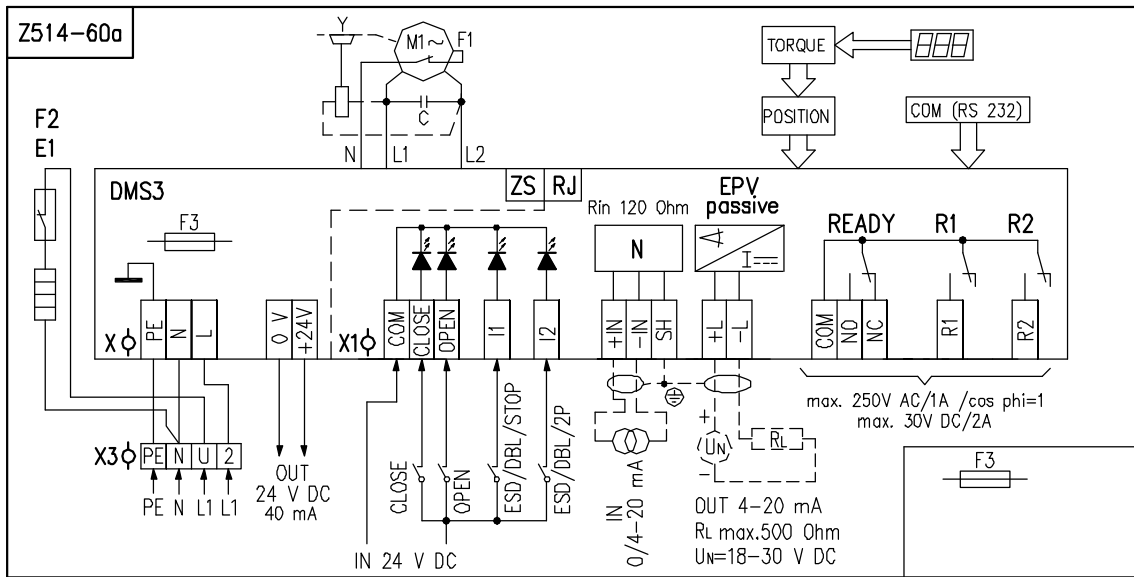 Z514-60a
Y
M1~
F1
C
N
L1
L2
TORQUE
POSITION
COM (RS 232)
F2
E1
DMS3
F3
ZS
RJ
Rin 120 Ohm
EPV
passive
N
I
READY
R1
R2
X
PE
N
L
0 V
+24V
X1
COM
CLOSE
OPEN
I1
I2
+IN
-IN
SH
+L
-L
COM
NO
NC
R1
R2
max. 250V AC/1A /cos phi=1
max. 30V DC/2A
X3
PE
N
U
2
PE
N
L1
L1
OUT
24 V DC
40 mA
CLOSE
OPEN
ESD/DBL/STOP
ESD/DBL/2P
IN 24 V DC
IN
0/4-20 mA
+
UN
-
RL
OUT 4-20 mA
RL max.500 Ohm
UN=18-30 V DC
F3